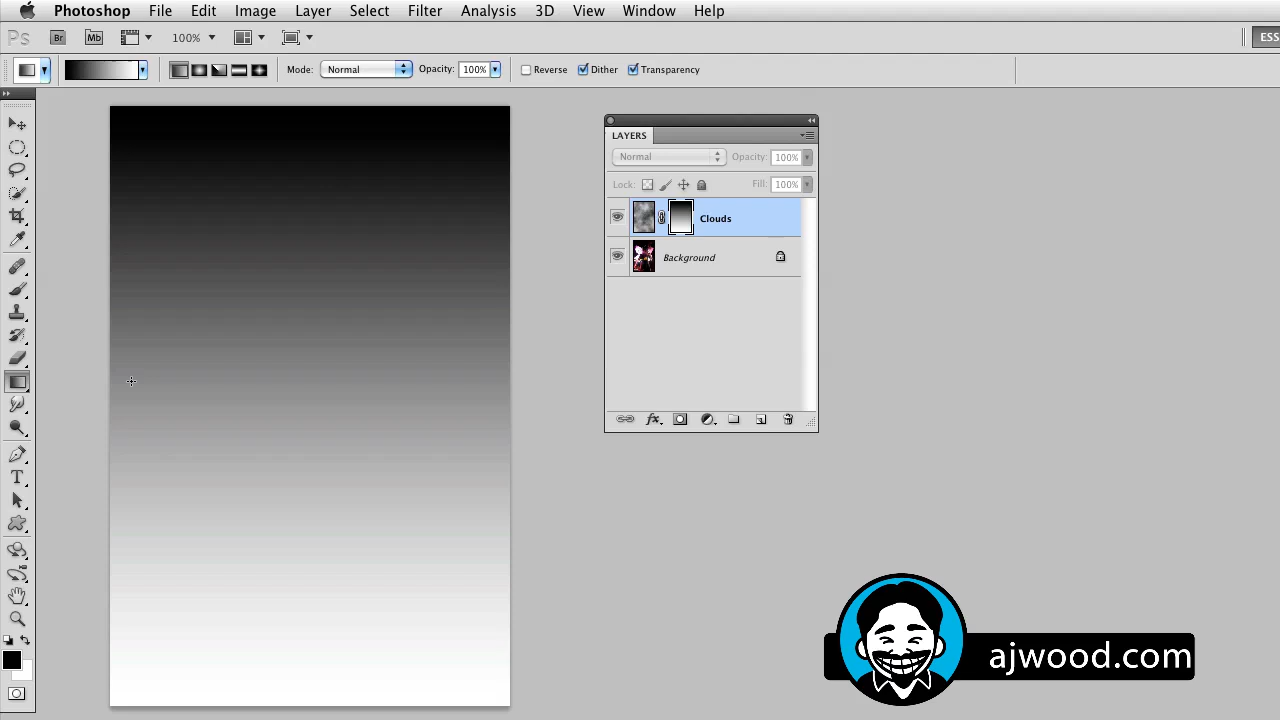 Photoshop File Edit Image Layer Select Filter Analysis 3D View Window Help
Ps Br Mb 100% ESS
Mode: Normal Opacity: 100% Reverse Dither Transparency
LAYERS
Normal Opacity: 100%
Lock: Fill: 100%
Clouds
Background
fx
T
ajwood.com